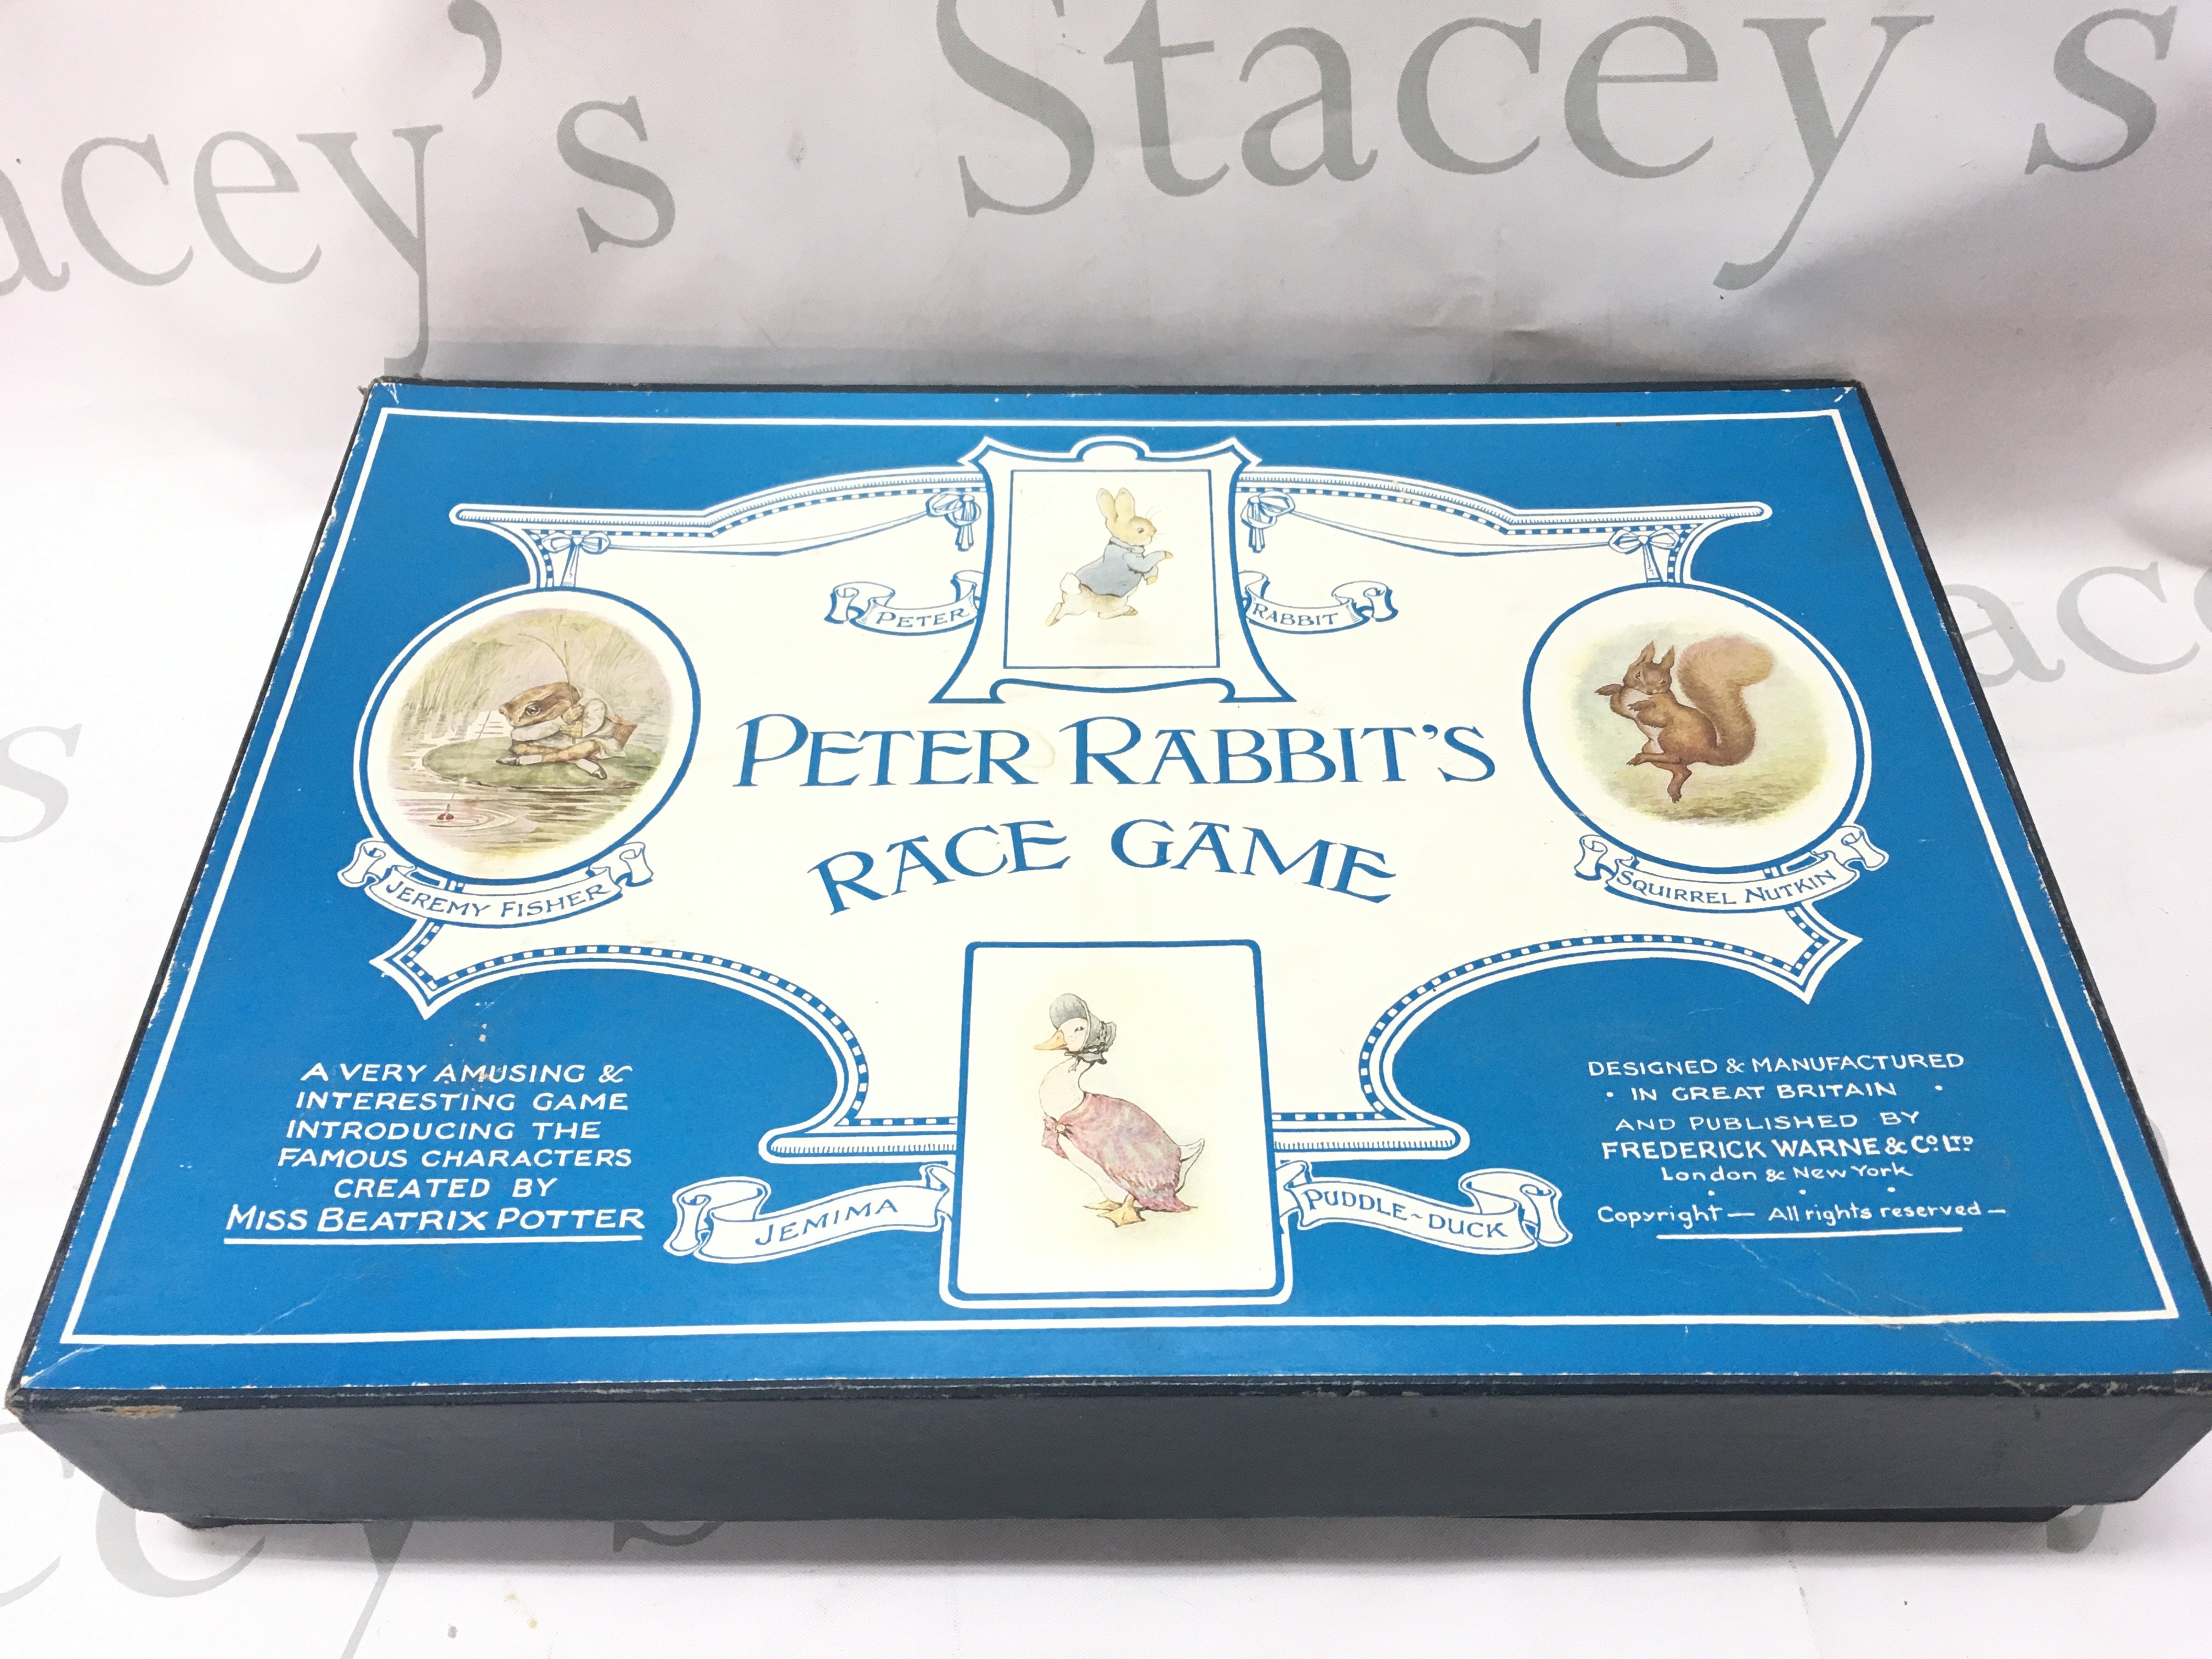 Stacey's
Stacey's
PETER RABBIT
PETER RABBIT'S
RACE GAME
JEREMY FISHER
SQUIRREL NUTKIN
A VERY AMUSING &
INTERESTING GAME
INTRODUCING THE
FAMOUS CHARACTERS
CREATED BY
MISS BEATRIX POTTER
JEMIMA PUDDLE~DUCK
DESIGNED & MANUFACTURED
• IN GREAT BRITAIN •
AND PUBLISHED BY
FREDERICK WARNE & CO. LTD.
London & New York
Copyright — All rights reserved —